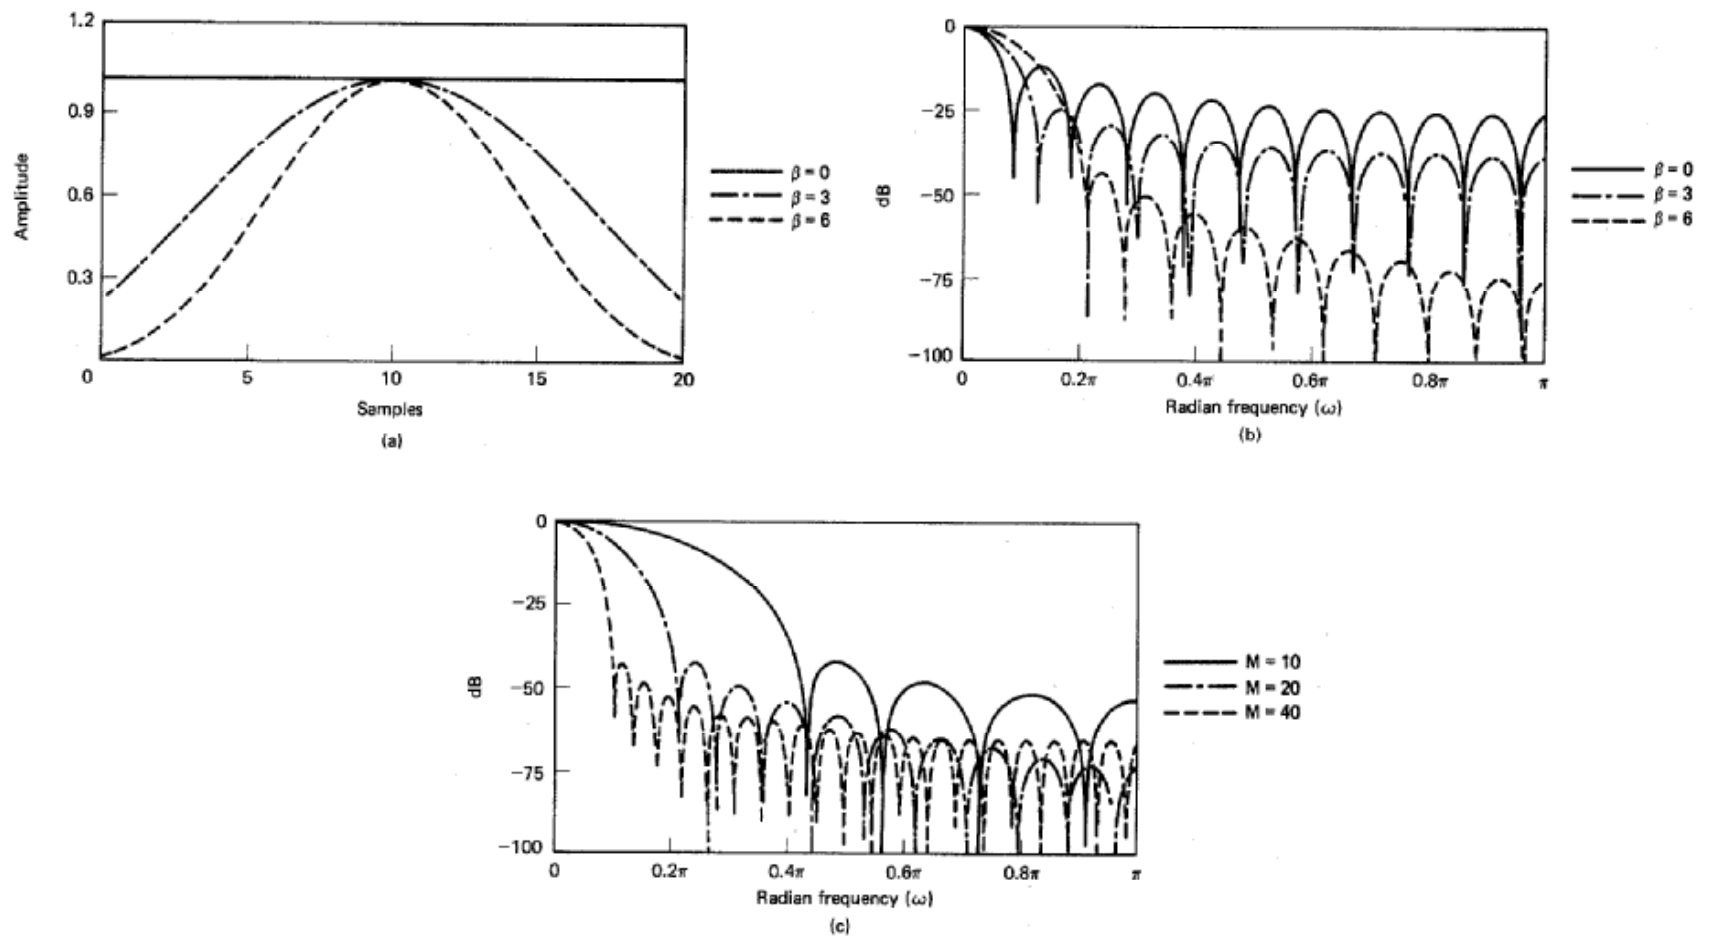 1.2
0.9
0.6
0.3
Amplitude
0
5
10
15
20
Samples
(a)
β = 0
β = 3
β = 6
0
−25
−50
−75
−100
dB
0
0.2π
0.4π
0.6π
0.8π
π
Radian frequency (ω)
(b)
β = 0
β = 3
β = 6
0
−25
−50
−75
−100
dB
0
0.2π
0.4π
0.6π
0.8π
π
Radian frequency (ω)
(c)
M = 10
M = 20
M = 40